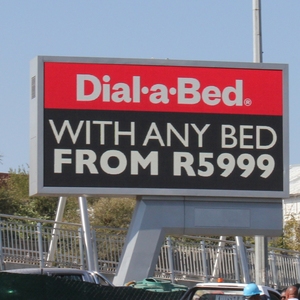 Dial•a•Bed®
WITH ANY BED
FROM R5999